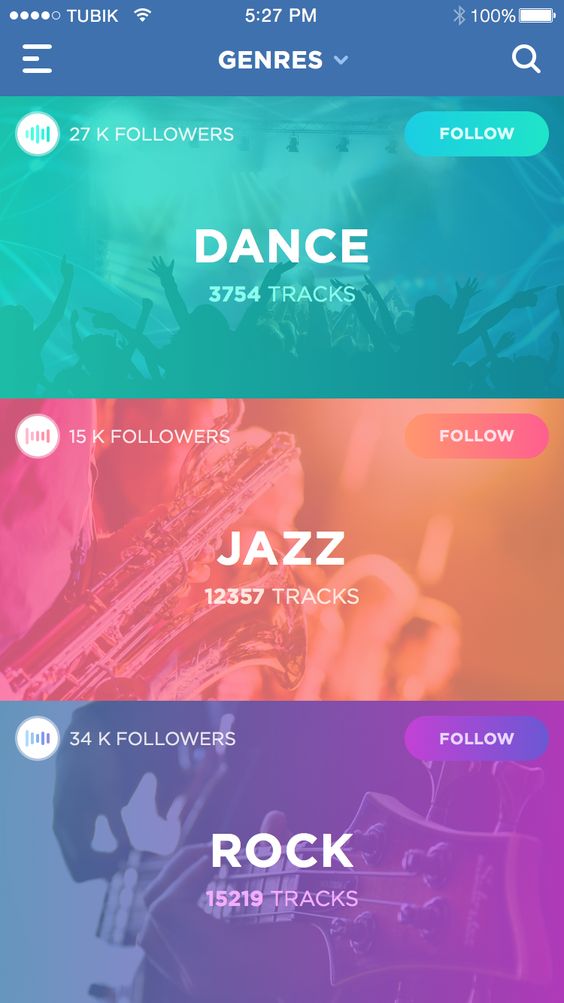 TUBIK 5:27 PM 100%
GENRES
27 K FOLLOWERS FOLLOW
DANCE
3754 TRACKS
15 K FOLLOWERS FOLLOW
JAZZ
12357 TRACKS
34 K FOLLOWERS FOLLOW
ROCK
15219 TRACKS